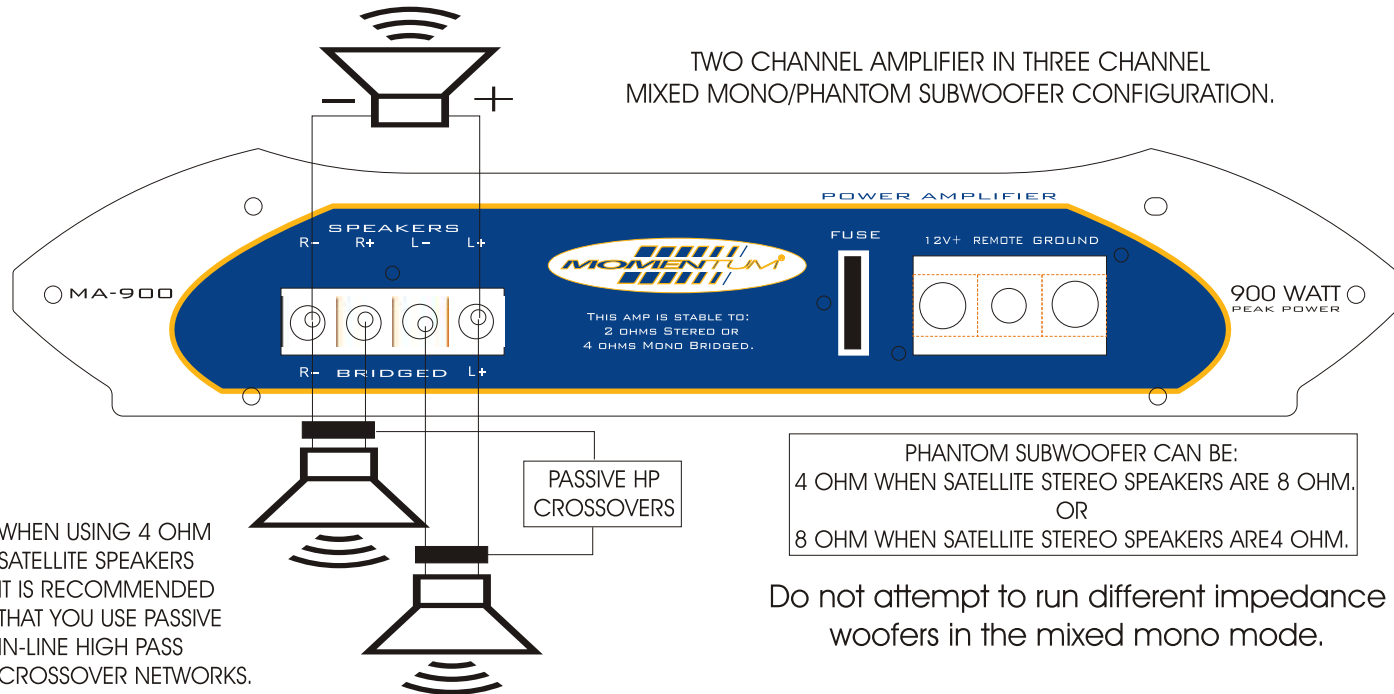 TWO CHANNEL AMPLIFIER IN THREE CHANNEL
MIXED MONO/PHANTOM SUBWOOFER CONFIGURATION.
− +
POWER AMPLIFIER
SPEAKERS
R− R+ L− L+
FUSE
12V+ REMOTE GROUND
MOMENTUM
MA-900
900 WATT
PEAK POWER
THIS AMP IS STABLE TO:
2 OHMS STEREO OR
4 OHMS MONO BRIDGED.
R− BRIDGED L+
PASSIVE HP
CROSSOVERS
PHANTOM SUBWOOFER CAN BE:
4 OHM WHEN SATELLITE STEREO SPEAKERS ARE 8 OHM.
OR
8 OHM WHEN SATELLITE STEREO SPEAKERS ARE4 OHM.
WHEN USING 4 OHM
SATELLITE SPEAKERS
IT IS RECOMMENDED
THAT YOU USE PASSIVE
IN-LINE HIGH PASS
CROSSOVER NETWORKS.
Do not attempt to run different impedance
woofers in the mixed mono mode.